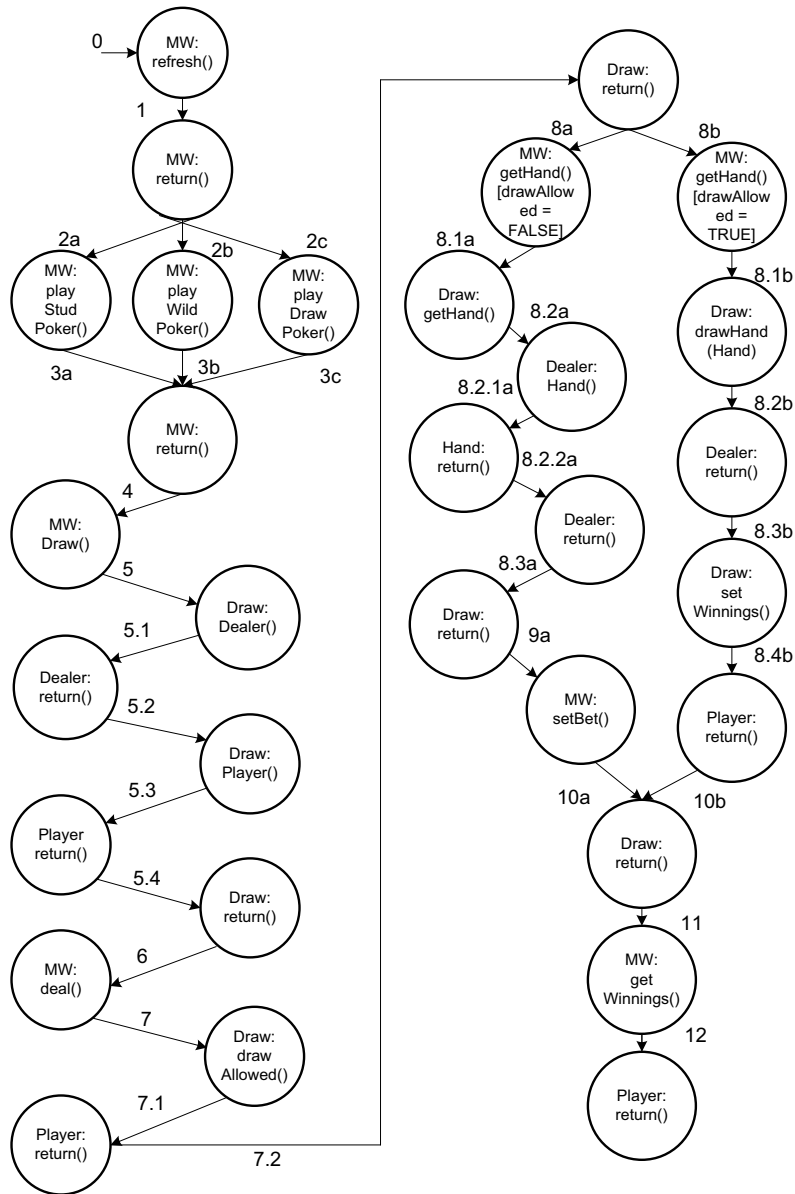 0
MW:
refresh()
1
MW:
return()
2a
2b
2c
MW:
play
Stud
Poker()
MW:
play
Wild
Poker()
MW:
play
Draw
Poker()
3a
3b
3c
MW:
return()
4
MW:
Draw()
5
Draw:
Dealer()
5.1
Dealer:
return()
5.2
Draw:
Player()
5.3
Player
return()
5.4
Draw:
return()
6
MW:
deal()
7
Draw:
draw
Allowed()
7.1
Player:
return()
7.2
Draw:
return()
8a
8b
MW:
getHand()
[drawAllow
ed =
FALSE]
MW:
getHand()
[drawAllow
ed =
TRUE]
8.1a
Draw:
getHand()
8.2a
Dealer:
Hand()
8.2.1a
Hand:
return()
8.2.2a
Dealer:
return()
8.3a
Draw:
return()
9a
MW:
setBet()
8.1b
Draw:
drawHand
(Hand)
8.2b
Dealer:
return()
8.3b
Draw:
set
Winnings()
8.4b
Player:
return()
10a
10b
Draw:
return()
11
MW:
get
Winnings()
12
Player:
return()